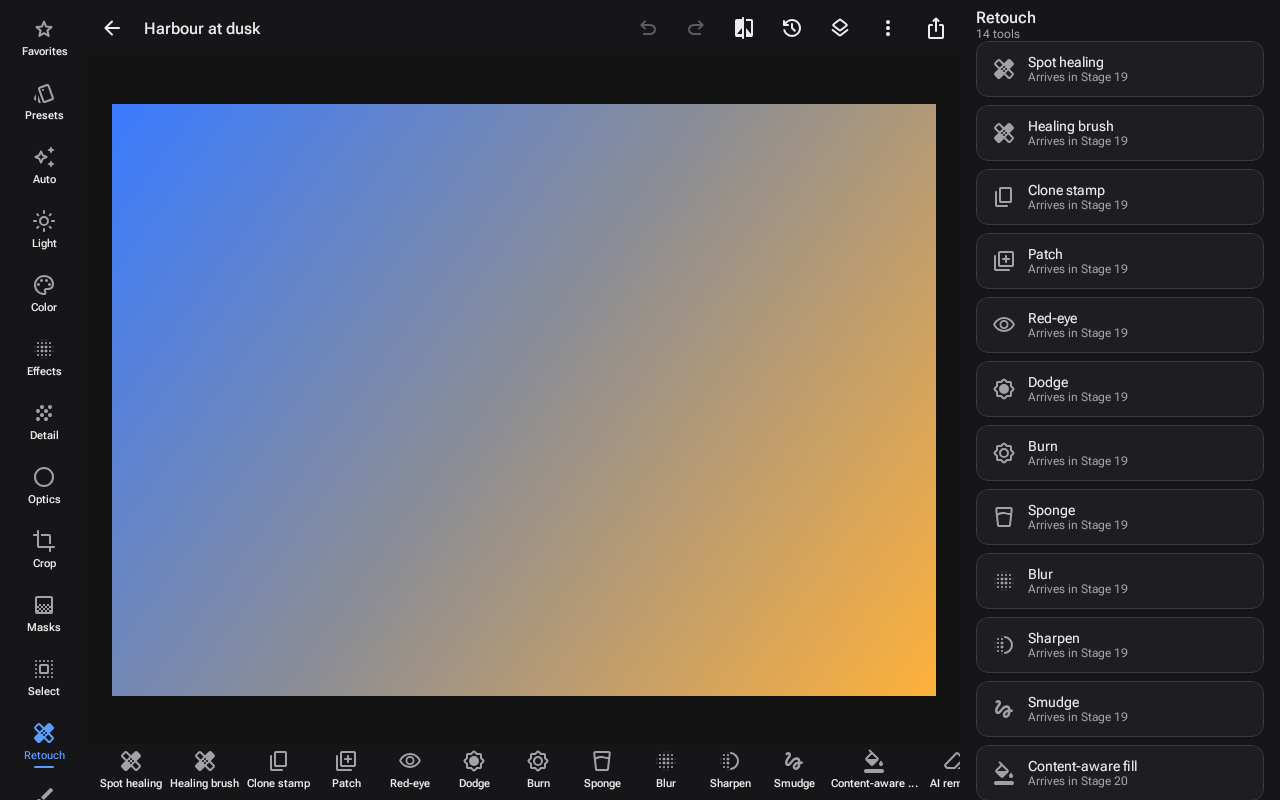 Favorites
Presets
Auto
Light
Color
Effects
Detail
Optics
Crop
Masks
Select
Retouch
Harbour at dusk
Spot healing
Healing brush
Clone stamp
Patch
Red-eye
Dodge
Burn
Sponge
Blur
Sharpen
Smudge
Content-aware ...
AI rem
Retouch
14 tools
Spot healing
Arrives in Stage 19
Healing brush
Arrives in Stage 19
Clone stamp
Arrives in Stage 19
Patch
Arrives in Stage 19
Red-eye
Arrives in Stage 19
Dodge
Arrives in Stage 19
Burn
Arrives in Stage 19
Sponge
Arrives in Stage 19
Blur
Arrives in Stage 19
Sharpen
Arrives in Stage 19
Smudge
Arrives in Stage 19
Content-aware fill
Arrives in Stage 20